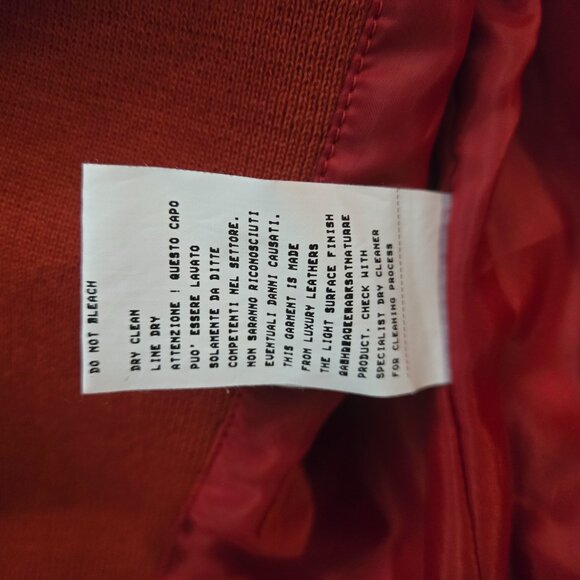 DO NOT BLEACH
DRY CLEAN
LINE DRY
ATTENZIONE ! QUESTO CAPO
PUO' ESSERE LAVATO
SOLAMENTE DA DITTE
COMPETENTI NEL SETTORE.
NON SARANNO RICONOSCIUTI
EVENTUALI DANNI CAUSATI.
THIS GARMENT IS MADE
FROM LUXURY LEATHERS
THE LIGHT SURFACE FINISH
PRODUCT. CHECK WITH
SPECIALIST DRY CLEANER
FOR CLEANING PROCESS